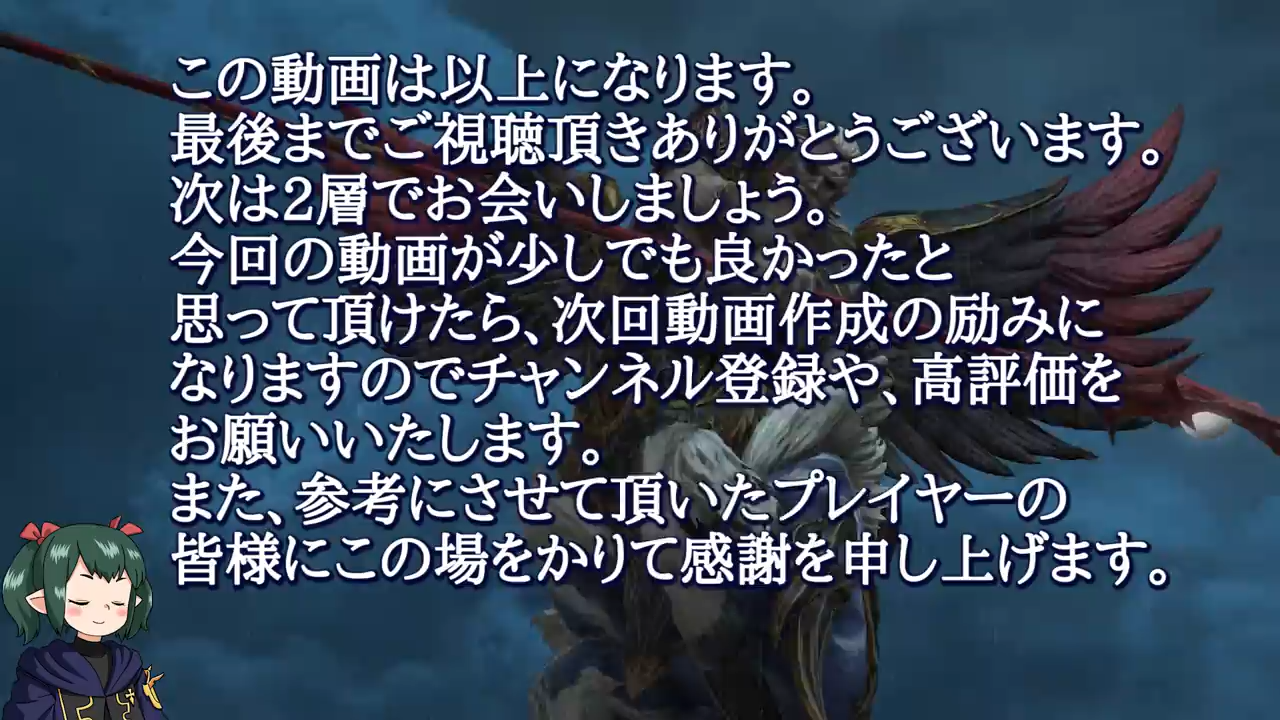 この動画は以上になります。
最後までご視聴頂きありがとうございます。
次は2層でお会いしましょう。
今回の動画が少しでも良かったと
思って頂けたら、次回動画作成の励みに
なりますのでチャンネル登録や、高評価を
お願いいたします。
また、参考にさせて頂いたプレイヤーの
皆様にこの場をかりて感謝を申し上げます。